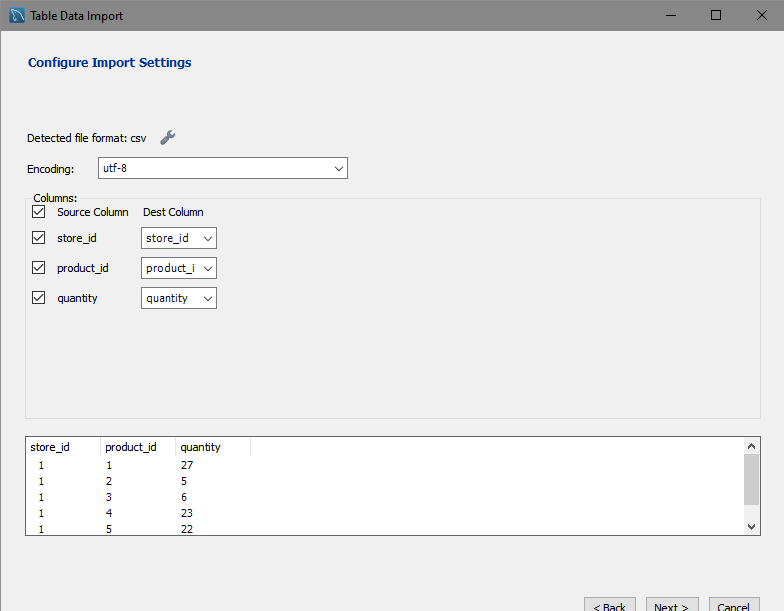 Table Data Import
Configure Import Settings
Detected file format: csv
Encoding: utf-8
Columns:
Source Column Dest Column
store_id store_id
product_id product_i
quantity quantity
store_id product_id quantity
1 1 27
1 2 5
1 3 6
1 4 23
1 5 22
< Back Next > Cancel